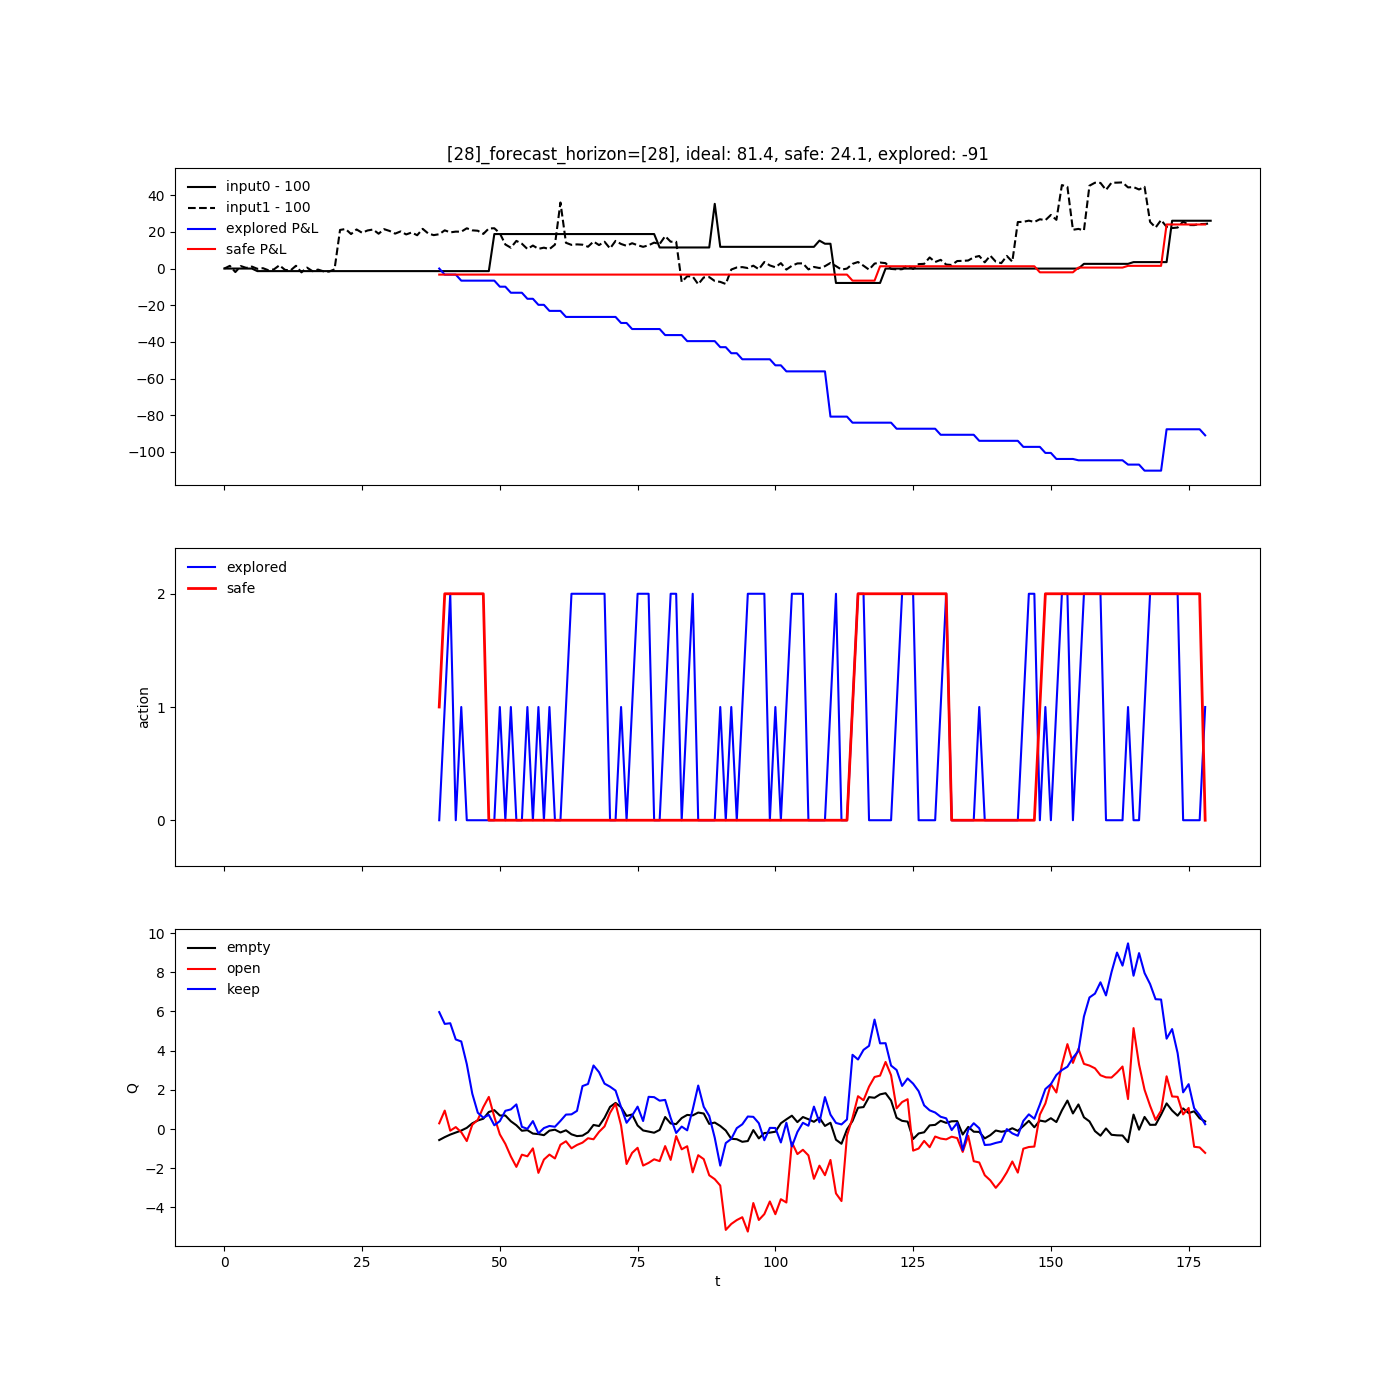 [28]_forecast_horizon=[28], ideal: 81.4, safe: 24.1, explored: -91
input0 - 100
input1 - 100
explored P&L
safe P&L
40
20
0
−20
−40
−60
−80
−100
explored
safe
2
1
0
action
empty
open
keep
10
8
6
4
2
0
−2
−4
Q
0 25 50 75 100 125 150 175
t